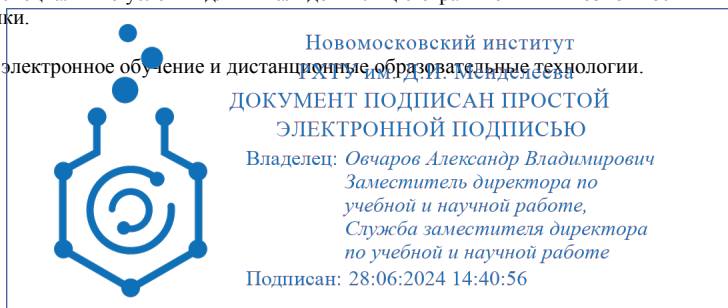 ки.
Новомосковский институт
электронное обучение и дистанционные образовательные технологии.
РХТУ им. Д.И. Менделеева
ДОКУМЕНТ ПОДПИСАН ПРОСТОЙ
ЭЛЕКТРОННОЙ ПОДПИСЬЮ
Владелец: Овчаров Александр Владимирович
Заместитель директора по
учебной и научной работе,
Служба заместителя директора
по учебной и научной работе
Подписан: 28:06:2024 14:40:56